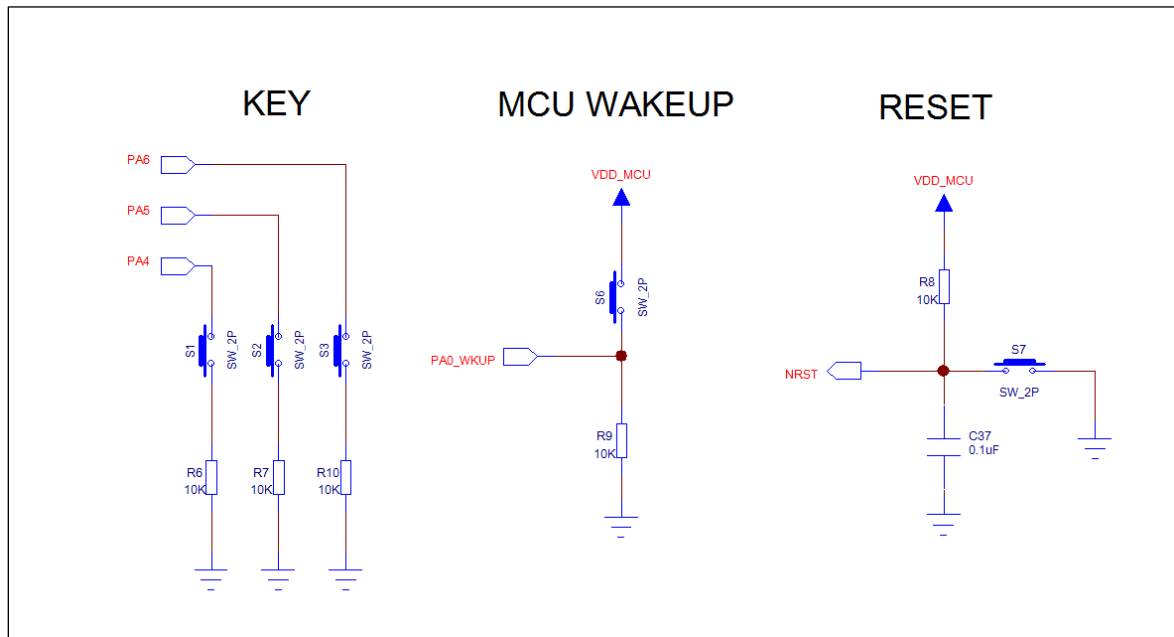 KEY
PA6
PA5
PA4
S1
SW_2P
S2
SW_2P
S3
SW_2P
R6
10K
R7
10K
R10
10K
MCU WAKEUP
VDD_MCU
S6
SW_2P
PA0_WKUP
R9
10K
RESET
VDD_MCU
R8
10K
S7
SW_2P
NRST
C37
0.1uF